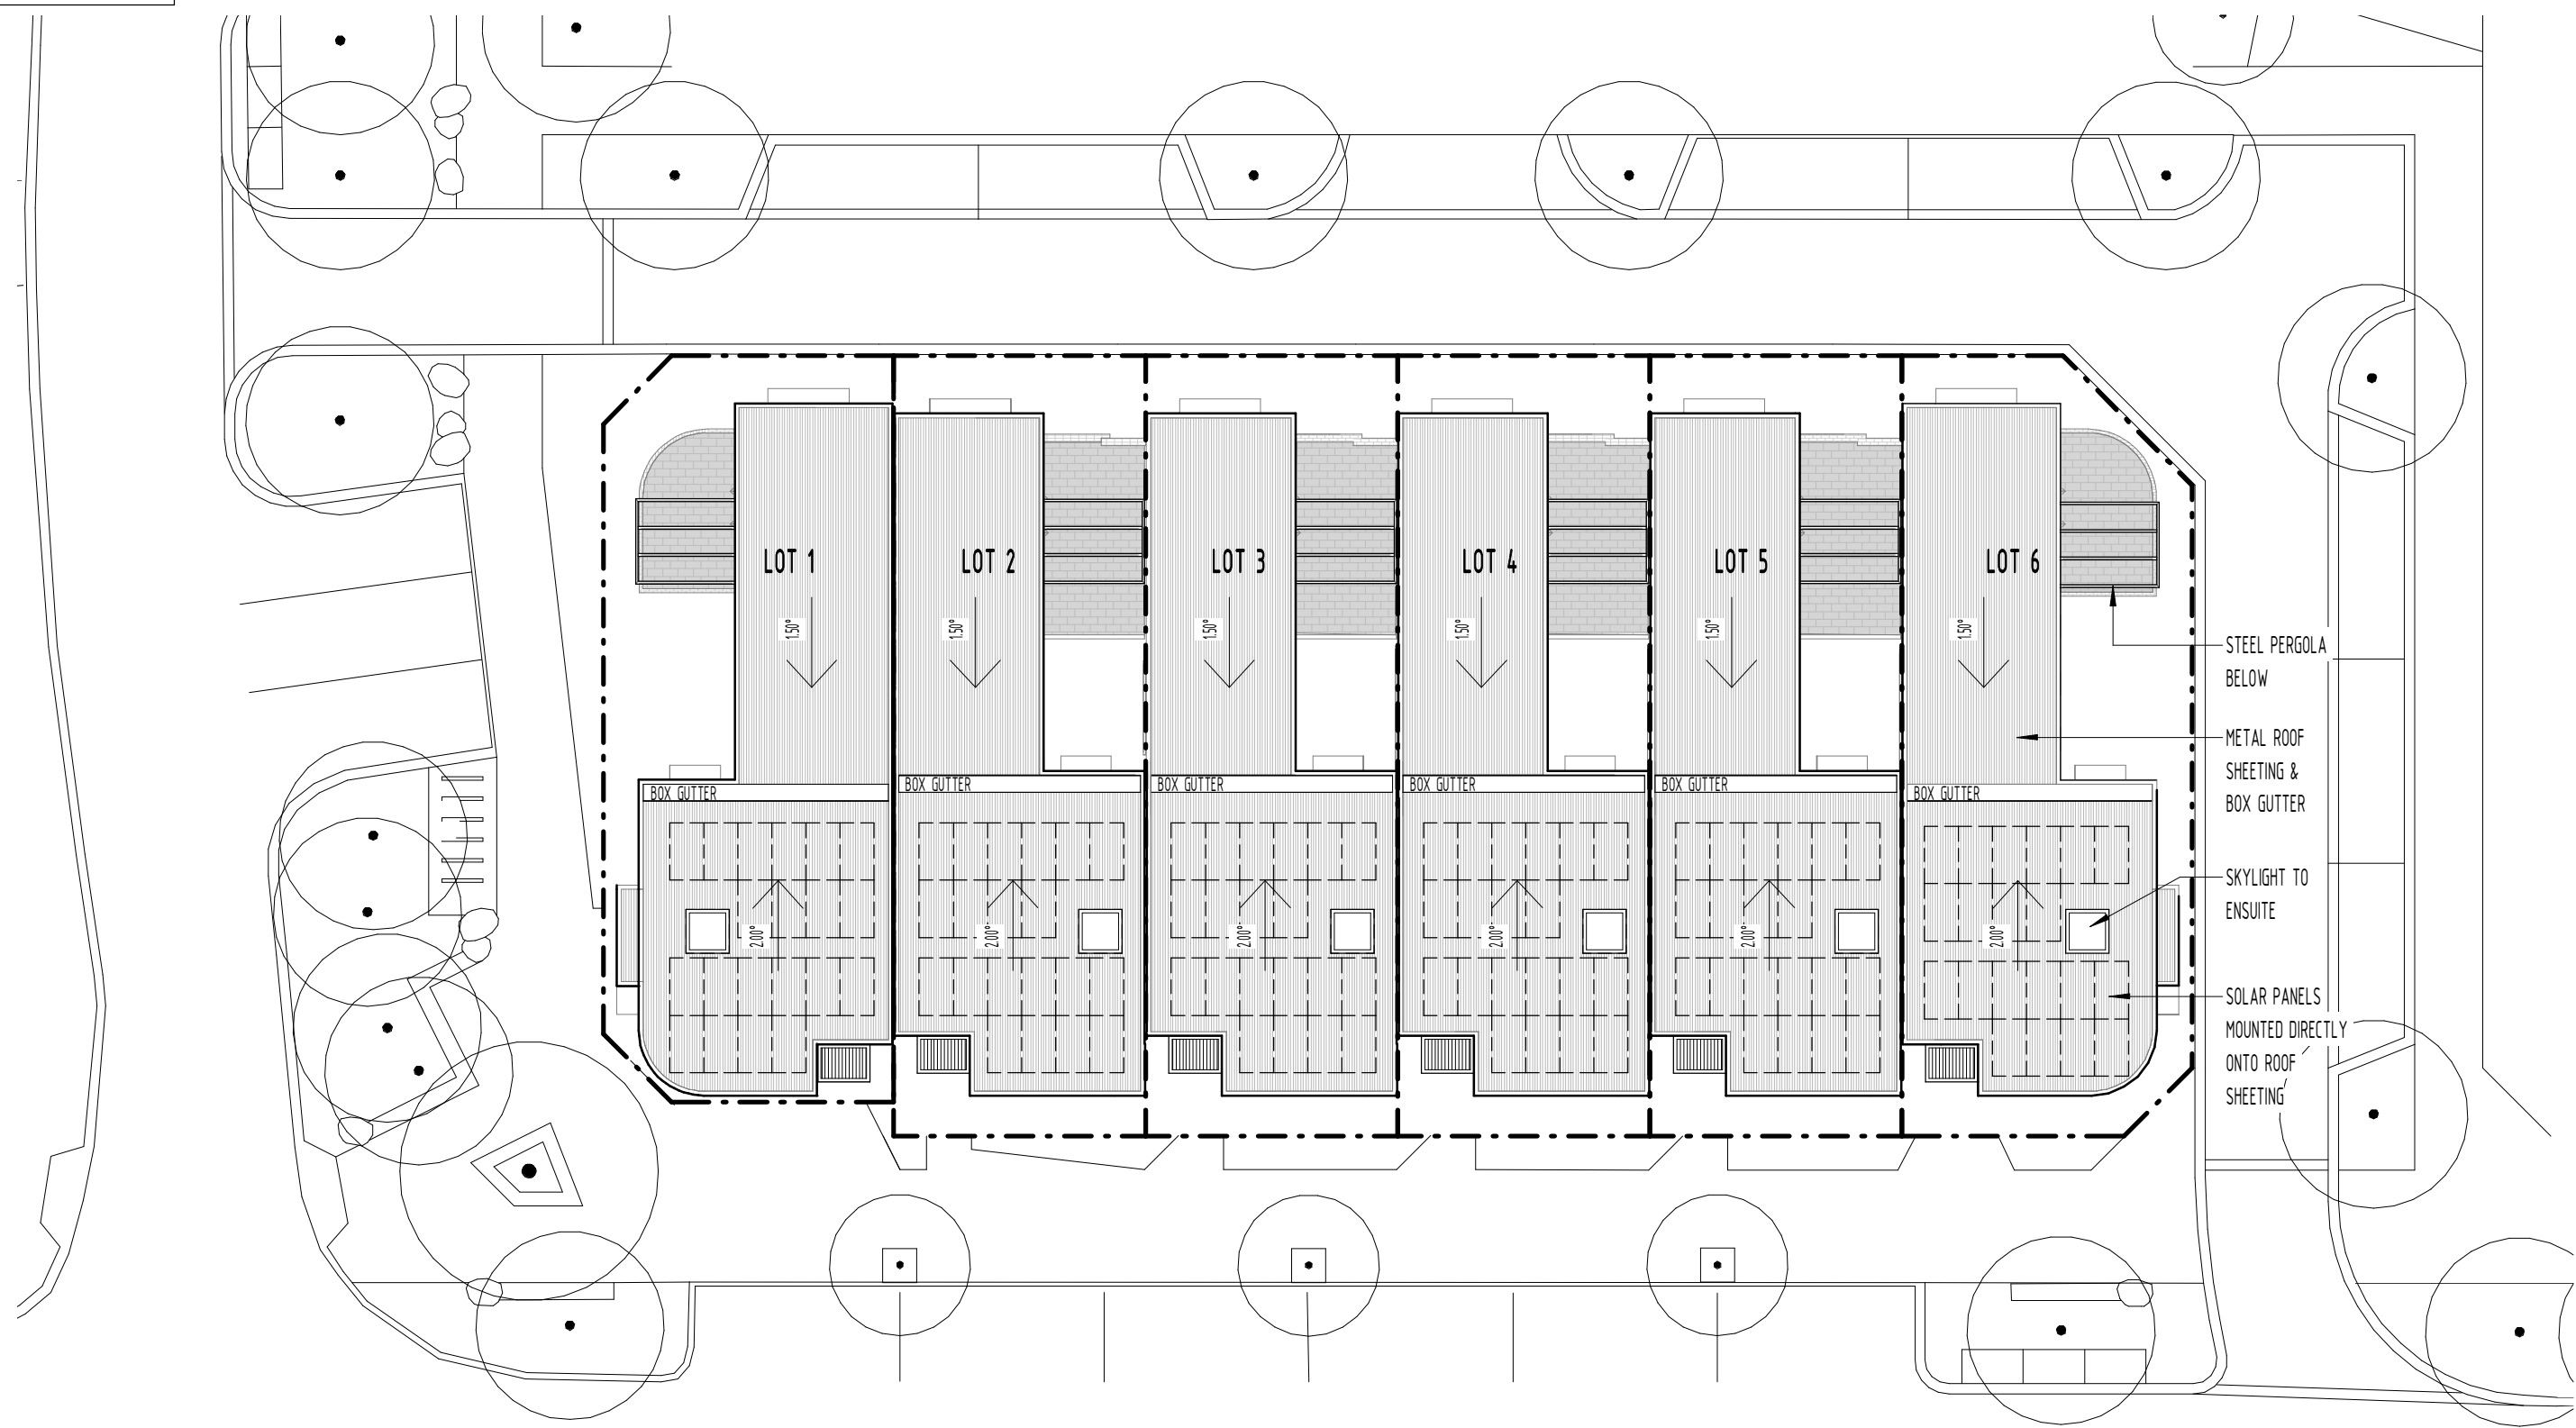 LOT 1
LOT 2
LOT 3
LOT 4
LOT 5
LOT 6
1.50°
1.50°
1.50°
1.50°
1.50°
1.50°
STEEL PERGOLA
BELOW
METAL ROOF
SHEETING &
BOX GUTTER
BOX GUTTER
BOX GUTTER
BOX GUTTER
BOX GUTTER
BOX GUTTER
BOX GUTTER
SKYLIGHT TO
ENSUITE
2.00°
2.00°
2.00°
2.00°
2.00°
2.00°
SOLAR PANELS
MOUNTED DIRECTLY
ONTO ROOF
SHEETING